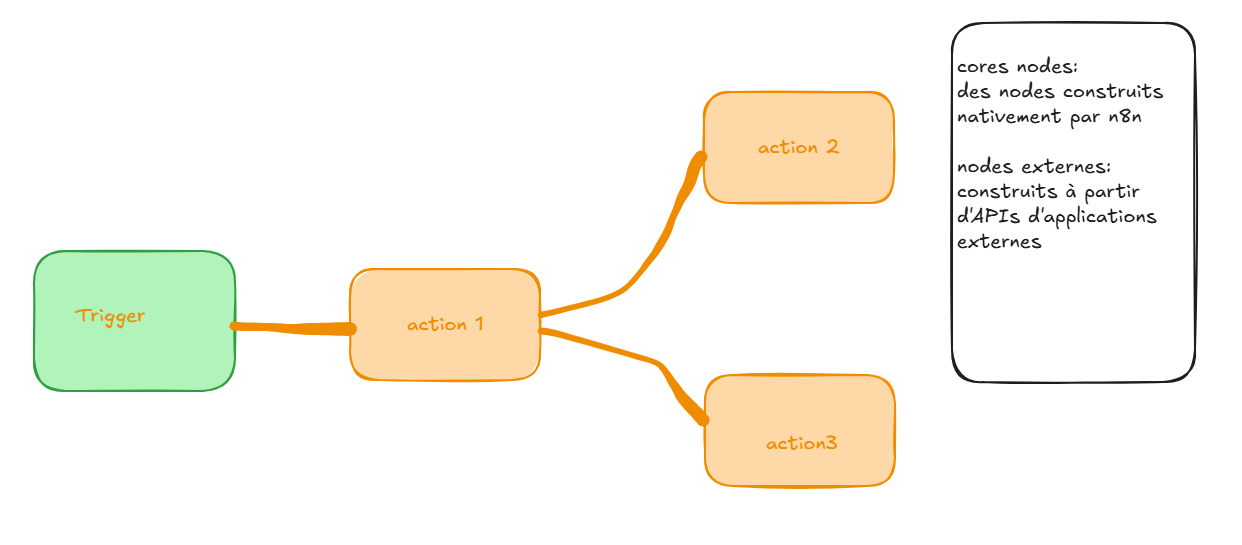 Trigger
action 1
action 2
action3
cores nodes:
des nodes construits
nativement par n8n
nodes externes:
construits à partir
d'APIs d'applications
externes